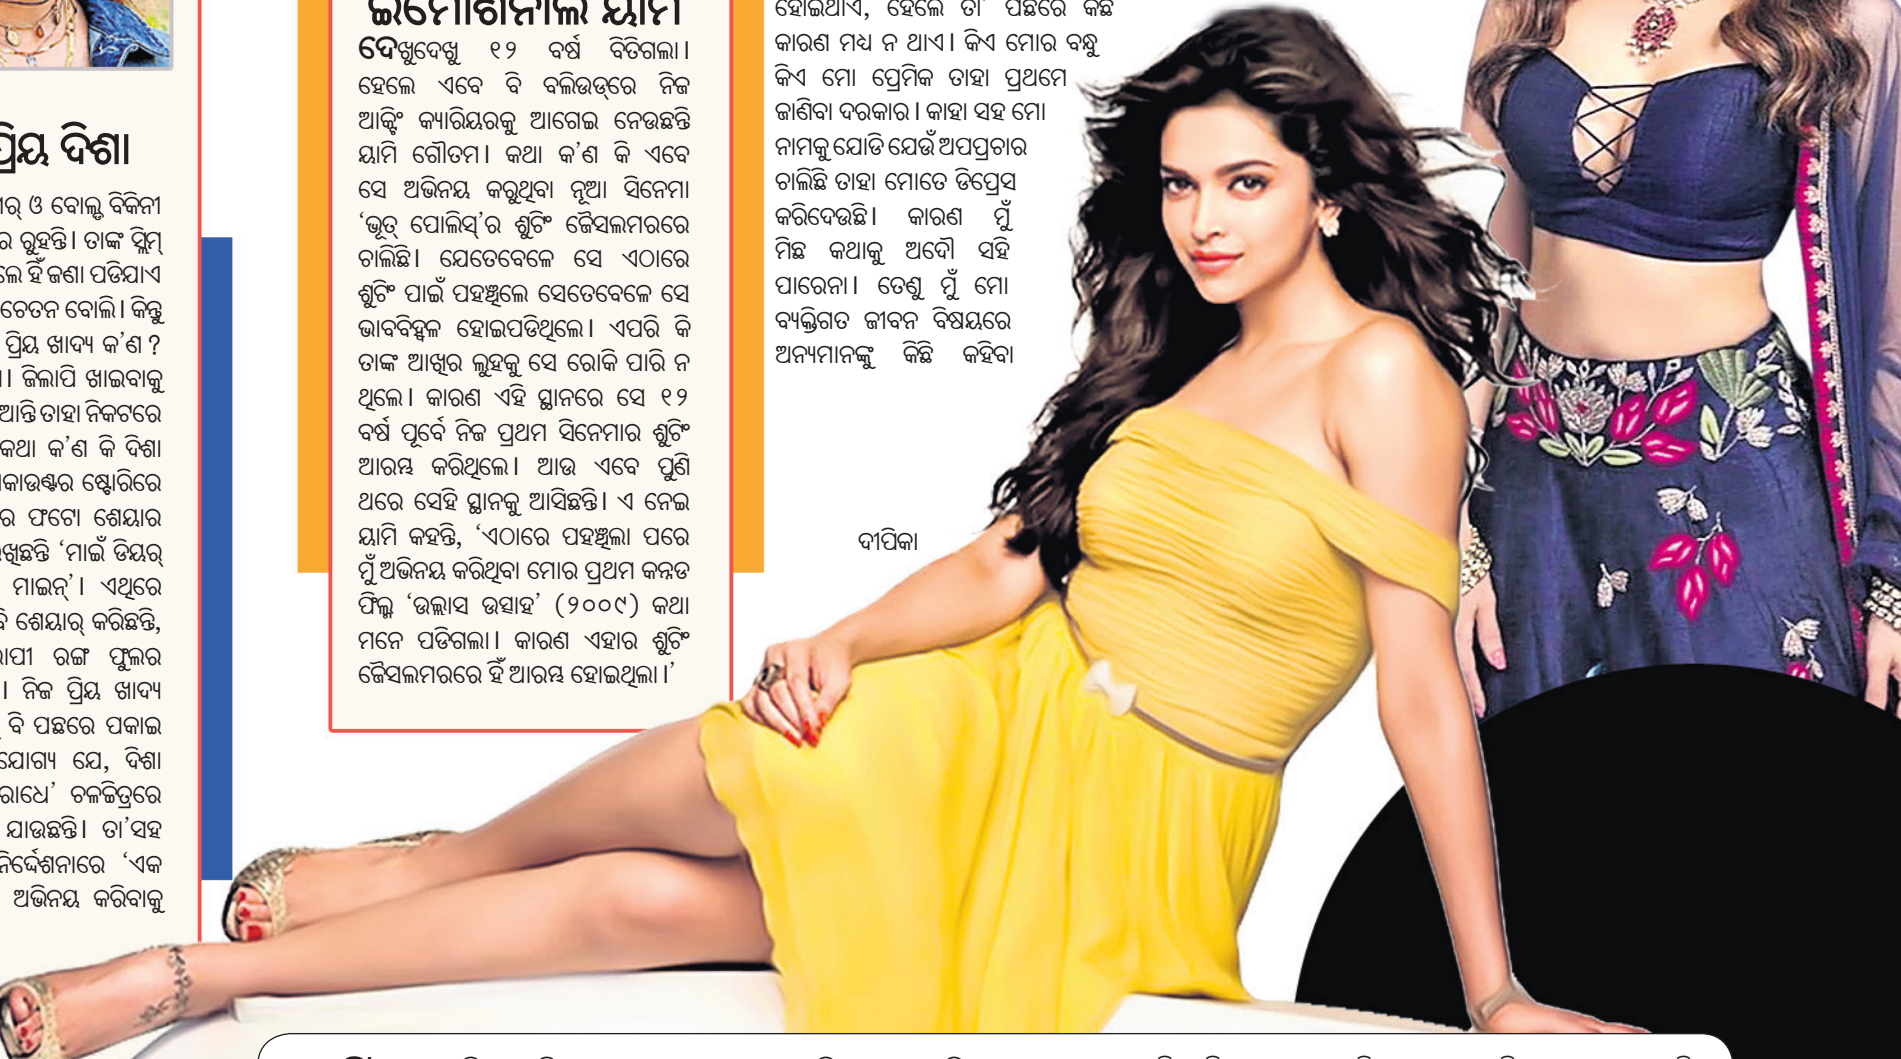 ପ୍ରିୟ ଦିଶା
ଓ ବୋଲ୍ଡ ବିକିନୀ
ରୁହନ୍ତି। ତାଙ୍କ ସ୍ଲିମ୍
ହିଁ ଜଣା ପଡିଯାଏ
ବୋଲି। କିନ୍ତୁ
ପ୍ରିୟ ଖାଦ୍ୟ କ'ଣ ?
ଜିଲାପି ଖାଇବାକୁ
ତାହା ନିକଟରେ
କଥା କ'ଣ କି ଦିଶା
ଷ୍ଟୋରିରେ
ଫଟୋ ଶେୟାର
'ମାଇଁ ଡିୟର୍
ମାଇନ୍'। ଏଥିରେ
ବି ଶେୟାର୍ କରିଛନ୍ତି,
ରଙ୍ଗ ଫୁଲର
। ନିଜ ପ୍ରିୟ ଖାଦ୍ୟ
ବି ପଛରେ ପକାଇ
ଯେ, ଦିଶା
ଚଳଚ୍ଚିତ୍ରରେ
ଯାଉଛନ୍ତି। ତା'ସହ
ନିର୍ଦ୍ଦେଶନାରେ 'ଏକ
ଅଭିନୟ କରିବାକୁ
ଇମୋଶନାଲ ୟାମି
ଦେଖୁଦେଖୁ ୧୨ ବର୍ଷ ବିତିଗଲା।
ହେଲେ ଏବେ ବି ବଲିଉଡ୍‌ରେ ନିଜ
ଆକ୍ଟିଂ କ୍ୟାରିୟରକୁ ଆଗେଇ ନେଉଛନ୍ତି
ୟାମି ଗୌତମ। କଥା କ'ଣ କି ଏବେ
ସେ ଅଭିନୟ କରୁଥିବା ନୂଆ ସିନେମା
'ଭୂତ୍ ପୋଲିସ୍'ର ଶୁଟିଂ ଜୈସଲମରରେ
ଚାଲିଛି। ଯେତେବେଳେ ସେ ଏଠାରେ
ଶୁଟିଂ ପାଇଁ ପହଞ୍ଚିଲେ ସେତେବେଳେ ସେ
ଭାବବିହ୍ୱଳ ହୋଇପଡିଥିଲେ। ଏପରି କି
ତାଙ୍କ ଆଖିର ଲୁହକୁ ସେ ରୋକି ପାରି ନ
ଥିଲେ। କାରଣ ଏହି ସ୍ଥାନରେ ସେ ୧୨
ବର୍ଷ ପୂର୍ବେ ନିଜ ପ୍ରଥମ ସିନେମାର ଶୁଟିଂ
ଆରମ୍ଭ କରିଥିଲେ। ଆଉ ଏବେ ପୁଣି
ଥରେ ସେହି ସ୍ଥାନକୁ ଆସିଛନ୍ତି। ଏ ନେଇ
ୟାମି କହନ୍ତି, 'ଏଠାରେ ପହଞ୍ଚିଲା ପରେ
ମୁଁ ଅଭିନୟ କରିଥିବା ମୋର ପ୍ରଥମ କନ୍ନଡ
ଫିଲ୍ମ 'ଉଲ୍ଲାସ ଉତ୍ସାହ' (୨୦୦୯) କଥା
ମନେ ପଡିଗଲା। କାରଣ ଏହାର ଶୁଟିଂ
ଜୈସଲମରରେ ହିଁ ଆରମ୍ଭ ହୋଇଥିଲା।'
ହୋଇଥାଏ, ହେଲେ ତା' ପଛରେ କିଛି
କାରଣ ମଧ୍ୟ ନ ଥାଏ। କିଏ ମୋର ବନ୍ଧୁ
କିଏ ମୋ ପ୍ରେମିକ ତାହା ପ୍ରଥମେ
ଜାଣିବା ଦରକାର। କାହା ସହ ମୋ
ନାମକୁ ଯୋଡି ଯେଉଁ ଅପପ୍ରଚାର
ଚାଲିଛି ତାହା ମୋତେ ଡିପ୍ରେସ
କରିଦେଉଛି। କାରଣ ମୁଁ
ମିଛ କଥାକୁ ଅଦୌ ସହି
ପାରେନା। ତେଣୁ ମୁଁ ମୋ
ବ୍ୟକ୍ତିଗତ ଜୀବନ ବିଷୟରେ
ଅନ୍ୟମାନଙ୍କୁ କିଛି କହିବା
ଦୀପିକା